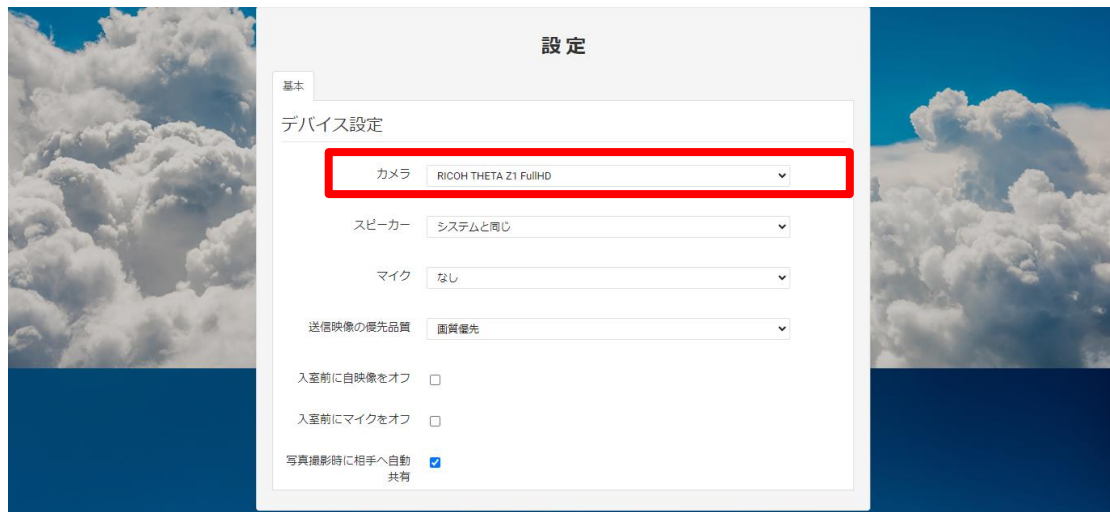 設定
基本
デバイス設定
カメラ RICOH THETA Z1 FullHD
スピーカー システムと同じ
マイク なし
送信映像の優先品質 画質優先
入室前に自映像をオフ
入室前にマイクをオフ
写真撮影時に相手へ自動
共有